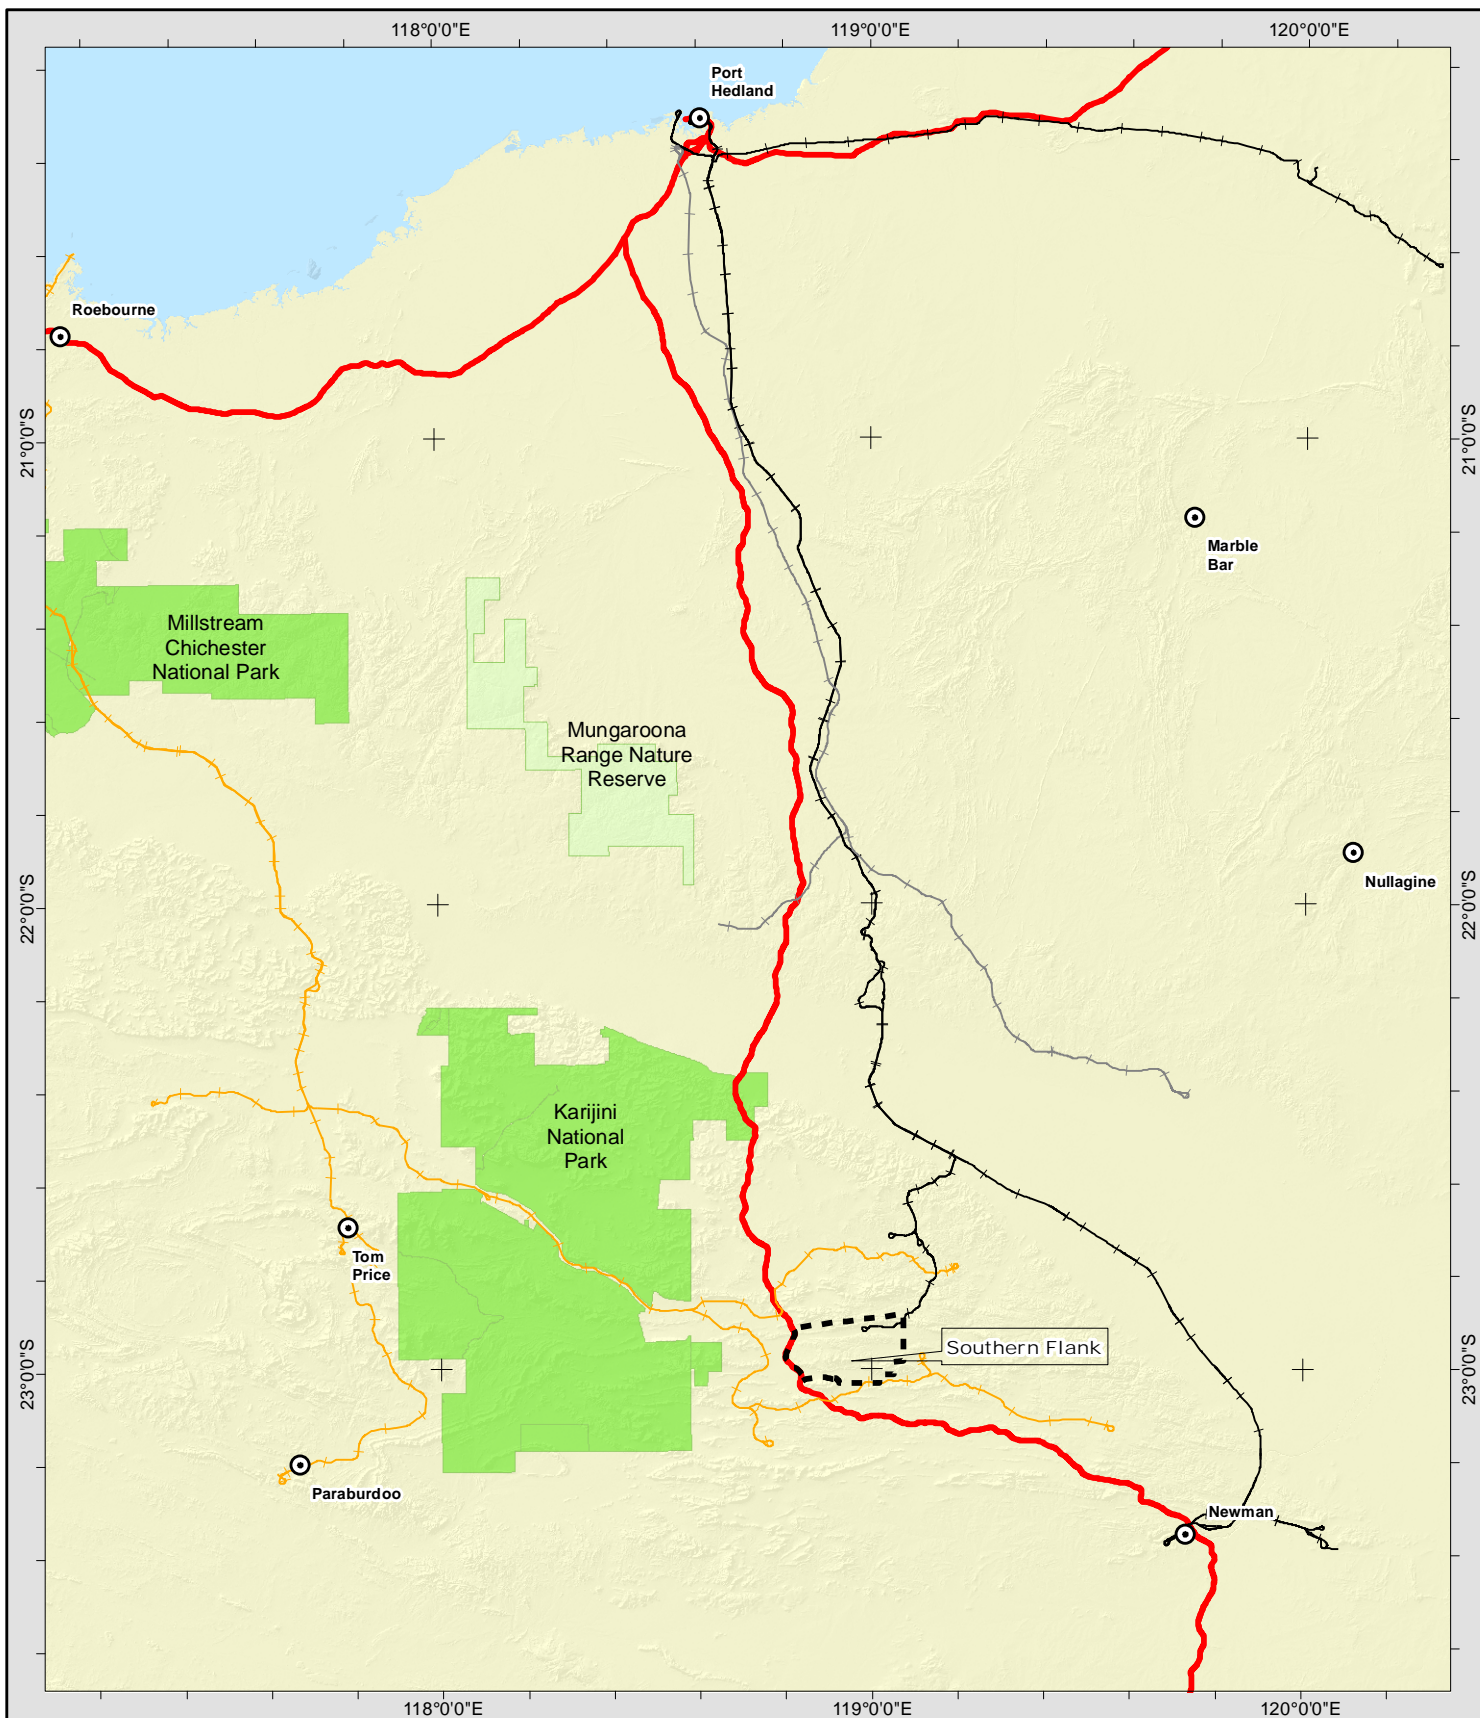 118°0'0"E
119°0'0"E
120°0'0"E
Port
Hedland
Roebourne
21°0'0"S
21°0'0"S
Marble
Bar
Millstream
Chichester
National Park
Mungaroona
Range Nature
Reserve
Nullagine
22°0'0"S
22°0'0"S
Karijini
National
Park
Tom
Price
Southern Flank
23°0'0"S
23°0'0"S
Paraburdoo
Newman
118°0'0"E
119°0'0"E
120°0'0"E